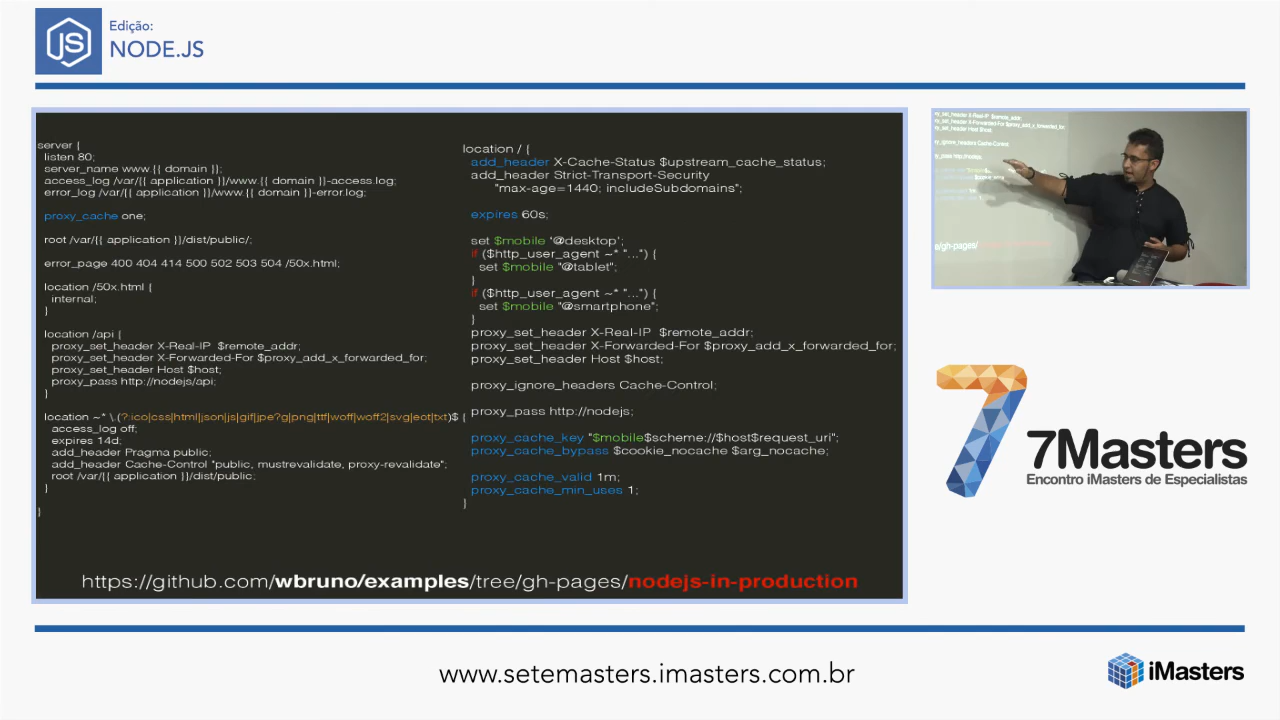 Edição:
NODE.JS
server {
listen 80;
server_name www.{{ domain }};
access_log /var/{{ application }}/www.{{ domain }}-access.log;
error_log /var/{{ application }}/www.{{ domain }}-error.log;
proxy_cache one;
root /var/{{ application }}/dist/public/;
error_page 400 404 414 500 502 503 504 /50x.html;
location /50x.html {
internal;
}
location /api {
proxy_set_header X-Real-IP $remote_addr;
proxy_set_header X-Forwarded-For $proxy_add_x_forwarded_for;
proxy_set_header Host $host;
proxy_pass http://nodejs/api;
}
location ~* \.(?:ico|css|html|json|js|gif|jpe?g|png|ttf|woff|woff2|svg|eot|txt)$ {
access_log off;
expires 14d;
add_header Pragma public;
add_header Cache-Control "public, mustrevalidate, proxy-revalidate";
root /var/{{ application }}/dist/public;
}
}
location / {
add_header X-Cache-Status $upstream_cache_status;
add_header Strict-Transport-Security
"max-age=1440; includeSubdomains";
expires 60s;
set $mobile '@desktop';
if ($http_user_agent ~* "...") {
set $mobile "@tablet";
}
if ($http_user_agent ~* "...") {
set $mobile "@smartphone";
}
proxy_set_header X-Real-IP $remote_addr;
proxy_set_header X-Forwarded-For $proxy_add_x_forwarded_for;
proxy_set_header Host $host;
proxy_ignore_headers Cache-Control;
proxy_pass http://nodejs;
proxy_cache_key "$mobile$scheme://$host$request_uri";
proxy_cache_bypass $cookie_nocache $arg_nocache;
proxy_cache_valid 1m;
proxy_cache_min_uses 1;
}
https://github.com/wbruno/examples/tree/gh-pages/nodejs-in-production
7Masters
Encontro iMasters de Especialistas
www.setemasters.imasters.com.br
iMasters